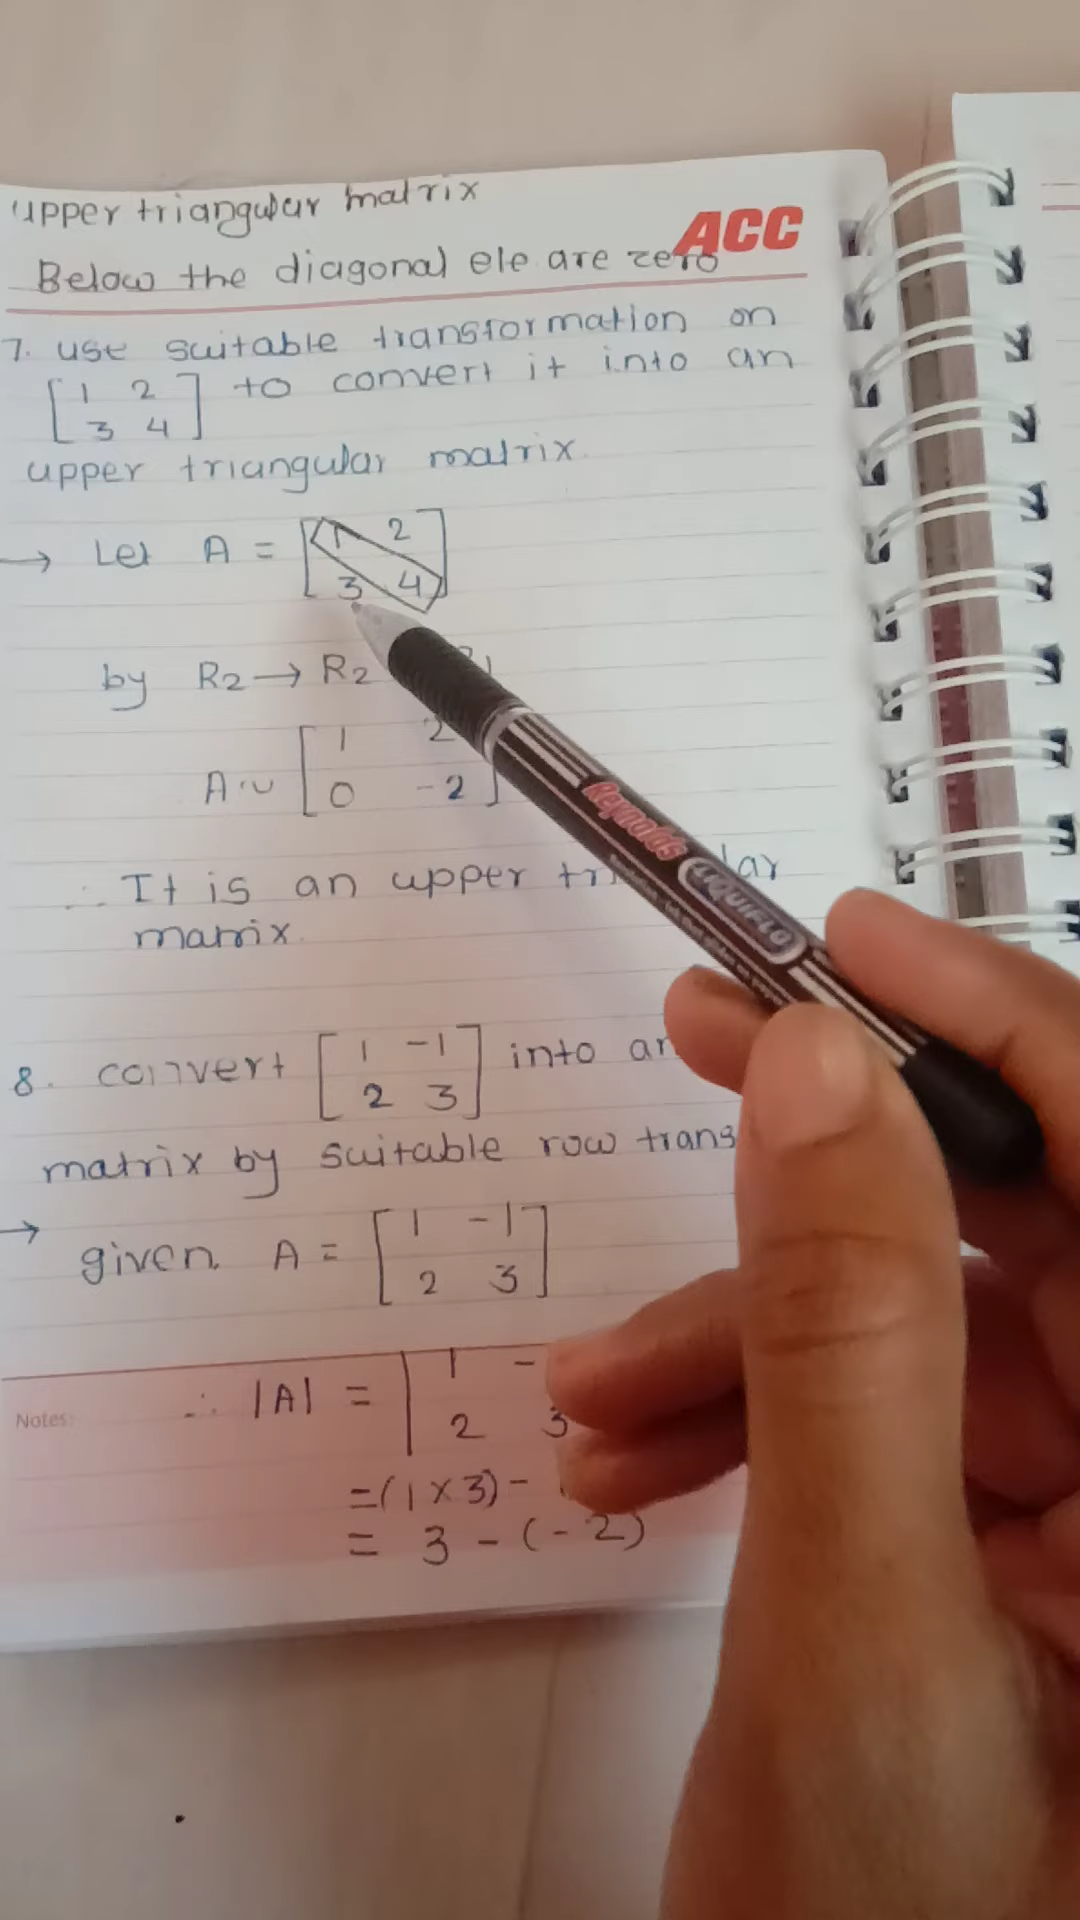 upper triangular matrix
ACC
Below the diagonal ele are zero
7. use suitable transformation on
[1 2
3 4] to convert it into an
upper triangular matrix.
→ Let A = [1 2
3 4]
by R2 → R2
A ~ [1 2
0 -2]
∴ It is an upper
matrix.
Reynolds
LIQUIFLO
8. convert [1 -1
2 3] into
matrix by suitable row
→ given A = [1 -1
2 3]
Notes:
∴ |A| = |1 -
2 3
= (1 × 3) -
= 3 - (-2)